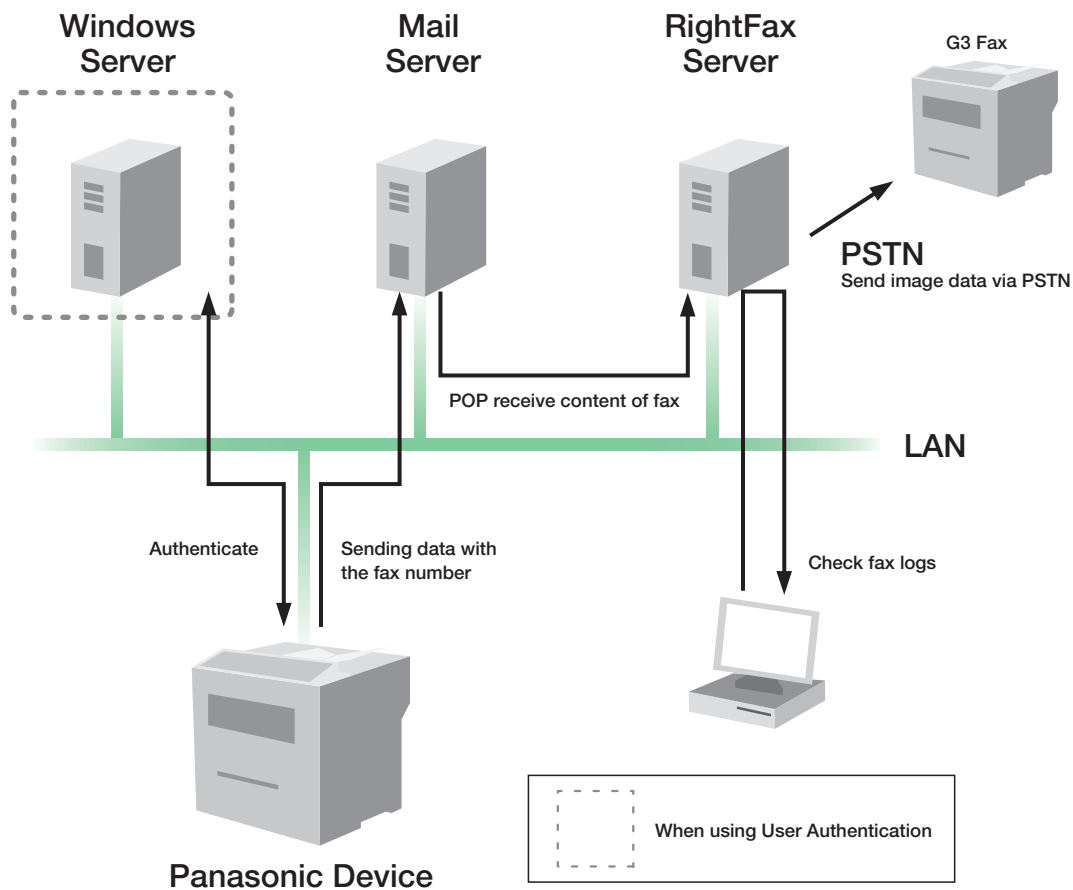 Windows
Server
Mail
Server
RightFax
Server
G3 Fax
PSTN
Send image data via PSTN
POP receive content of fax
LAN
Authenticate
Sending data with
the fax number
Check fax logs
When using User Authentication
Panasonic Device